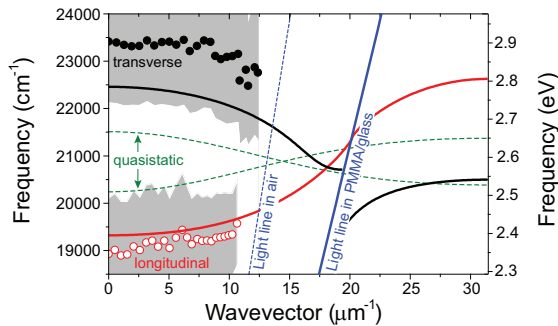 24000
23000
22000
21000
20000
19000
Frequency (cm⁻¹)
transverse
quasistatic
longitudinal
Light line in air
Light line in PMMA/glass
2.9
2.8
2.7
2.6
2.5
2.4
2.3
Frequency (eV)
0 5 10 15 20 25 30
Wavevector (μm⁻¹)